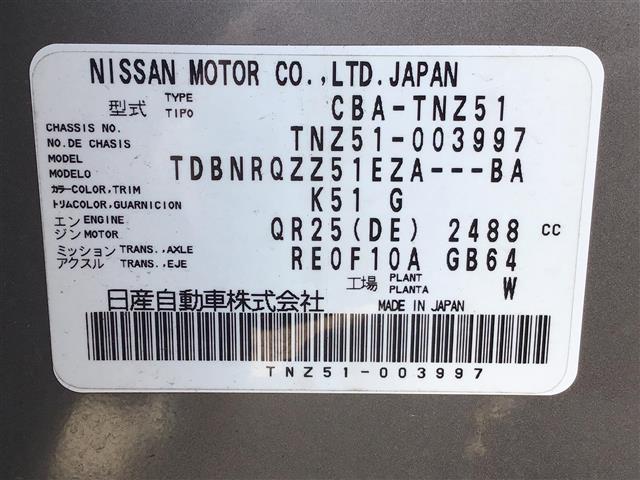 NISSAN MOTOR CO.,LTD.JAPAN
型式 TYPE TIPO CBA-TNZ51
CHASSIS NO. NO.DE CHASIS TNZ51-003997
MODEL MODELO TDBNRQZZ51EZA---BA
カラーCOLOR,TRIM トリムCOLOR,GUARNICION K51 G
エンジン ENGINE MOTOR QR25(DE) 2488 cc
ミッション アクスル TRANS.,AXLE TRANS.,EJE RE0F10A GB64
工場 PLANT PLANTA W
日産自動車株式会社 MADE IN JAPAN
TNZ51-003997